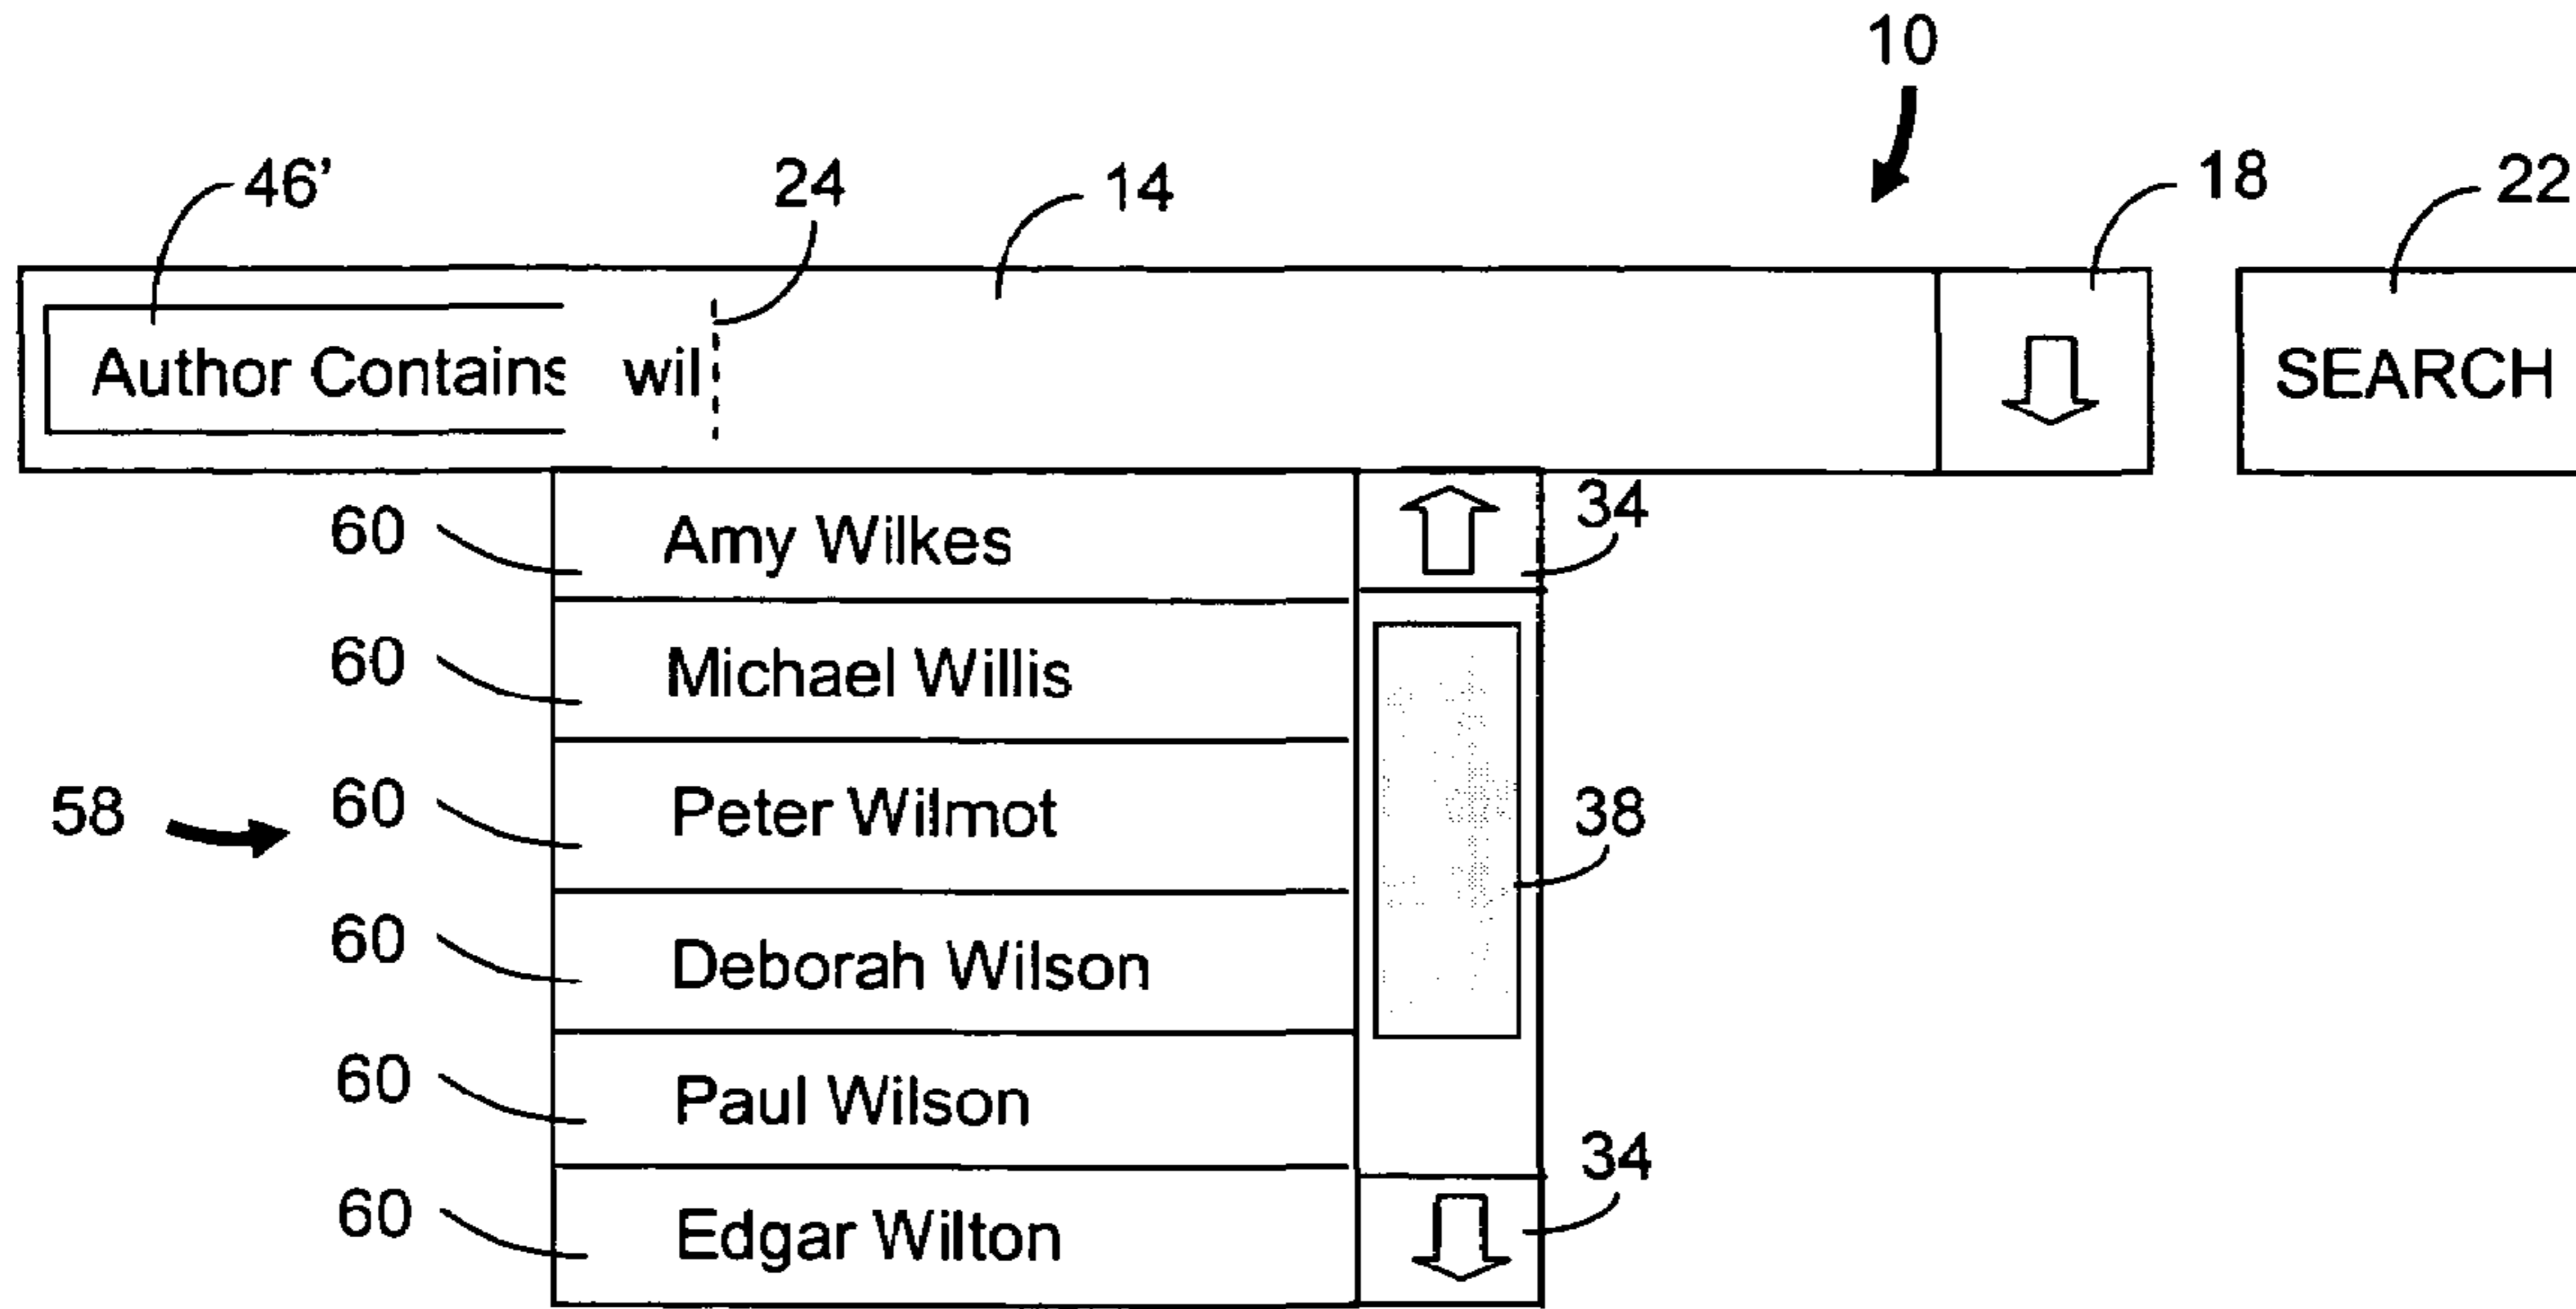 10
46’ 24 14 18 22
Author Contains wil SEARCH
60 Amy Wilkes 34
60 Michael Willis
58 60 Peter Wilmot 38
60 Deborah Wilson
60 Paul Wilson
34
60 Edgar Wilton